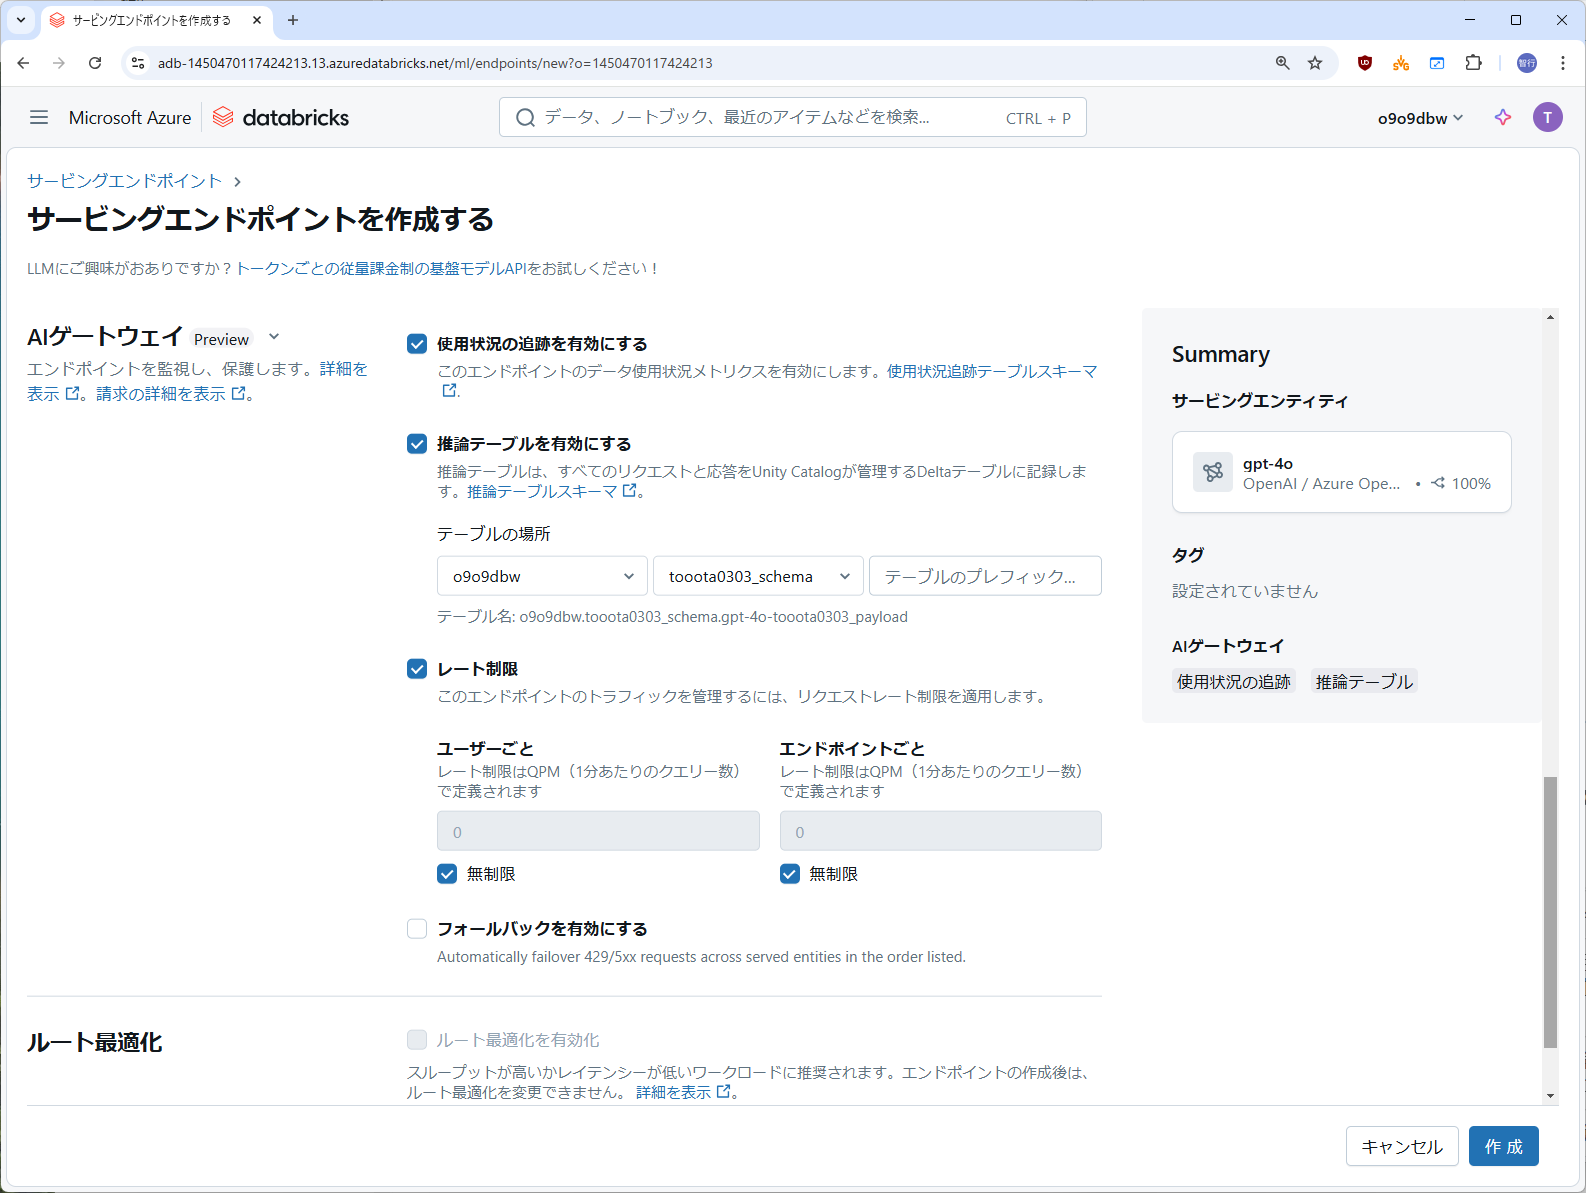 サービングエンドポイントを作成する
adb-1450470117424213.13.azuredatabricks.net/ml/endpoints/new?o=1450470117424213
智行
Microsoft Azure
databricks
データ、ノートブック、最近のアイテムなどを検索...
CTRL + P
o9o9dbw
T
サービングエンドポイント
サービングエンドポイントを作成する
LLMにご興味がおありですか？トークンごとの従量課金制の基盤モデルAPIをお試しください！
AIゲートウェイ Preview
エンドポイントを監視し、保護します。詳細を
表示。請求の詳細を表示。
使用状況の追跡を有効にする
このエンドポイントのデータ使用状況メトリクスを有効にします。使用状況追跡テーブルスキーマ
.
推論テーブルを有効にする
推論テーブルは、すべてのリクエストと応答をUnity Catalogが管理するDeltaテーブルに記録しま
す。推論テーブルスキーマ。
テーブルの場所
o9o9dbw
tooota0303_schema
テーブルのプレフィック...
テーブル名: o9o9dbw.tooota0303_schema.gpt-4o-tooota0303_payload
レート制限
このエンドポイントのトラフィックを管理するには、リクエストレート制限を適用します。
ユーザーごと
レート制限はQPM（1分あたりのクエリー数）
で定義されます
0
無制限
エンドポイントごと
レート制限はQPM（1分あたりのクエリー数）
で定義されます
0
無制限
フォールバックを有効にする
Automatically failover 429/5xx requests across served entities in the order listed.
ルート最適化
ルート最適化を有効化
スループットが高いかレイテンシーが低いワークロードに推奨されます。エンドポイントの作成後は、
ルート最適化を変更できません。 詳細を表示。
Summary
サービングエンティティ
gpt-4o
OpenAI / Azure Ope... • 100%
タグ
設定されていません
AIゲートウェイ
使用状況の追跡
推論テーブル
キャンセル
作 成